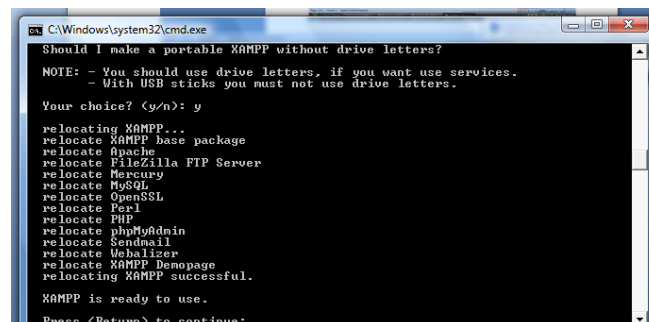 C:\Windows\system32\cmd.exe
Should I make a portable XAMPP without drive letters?
NOTE: - You should use drive letters, if you want use services.
- With USB sticks you must not use drive letters.
Your choice? (y/n): y
relocating XAMPP...
relocate XAMPP base package
relocate Apache
relocate FileZilla FTP Server
relocate Mercury
relocate MySQL
relocate OpenSSL
relocate Perl
relocate PHP
relocate phpMyAdmin
relocate Sendmail
relocate Webalizer
relocate XAMPP Demopage
relocating XAMPP successful.
XAMPP is ready to use.
Press <Return> to continue: